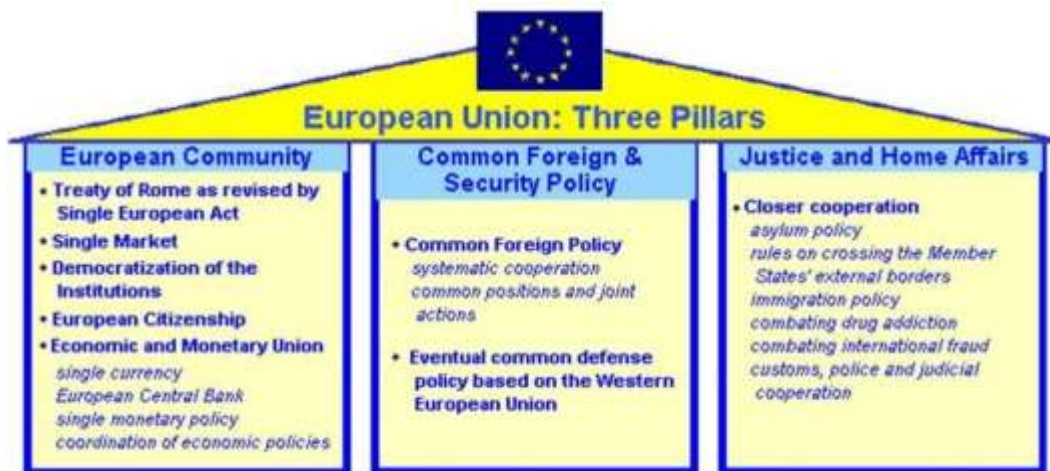 European Union: Three Pillars
European Community
• Treaty of Rome as revised by
Single European Act
• Single Market
• Democratization of the
Institutions
• European Citizenship
• Economic and Monetary Union
single currency
European Central Bank
single monetary policy
coordination of economic policies
Common Foreign &
Security Policy
• Common Foreign Policy
systematic cooperation
common positions and joint
actions
• Eventual common defense
policy based on the Western
European Union
Justice and Home Affairs
• Closer cooperation
asylum policy
rules on crossing the Member
States' external borders
immigration policy
combating drug addiction
combating international fraud
customs, police and judicial
cooperation